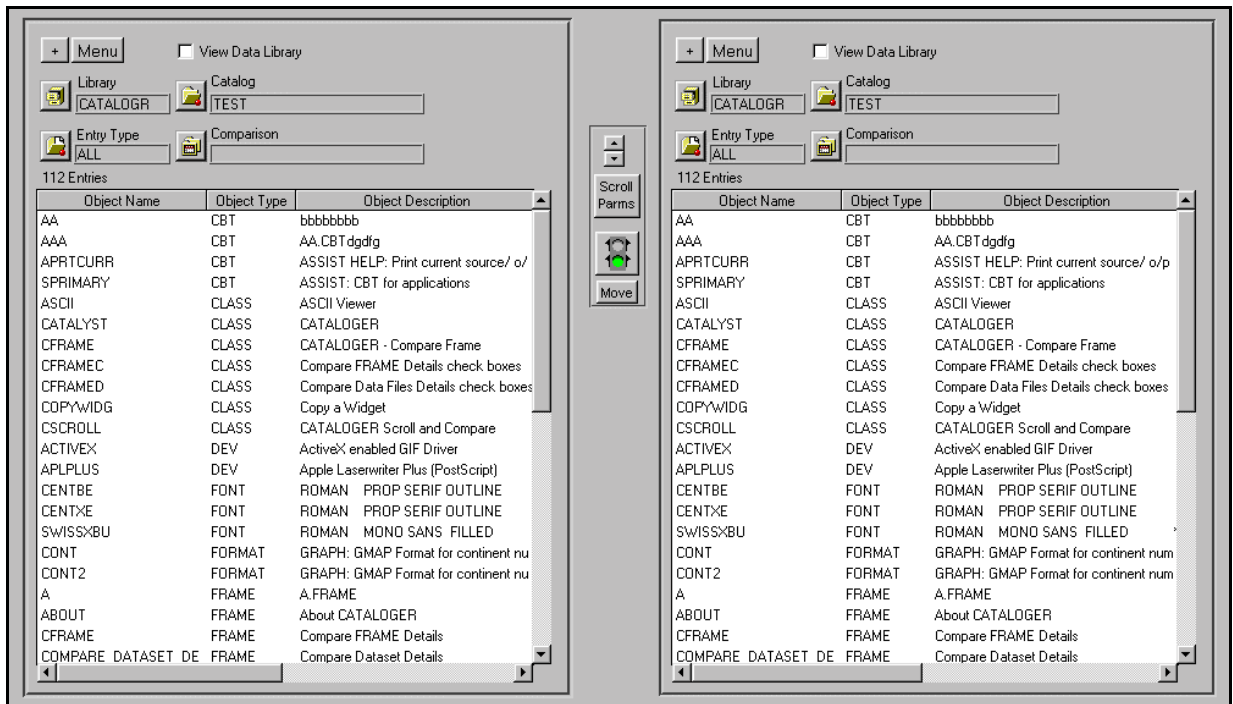 + Menu View Data Library
Library Catalog
CATALOGR TEST
Entry Type Comparison
ALL
112 Entries
Object Name Object Type Object Description
AA CBT bbbbbbbb
AAA CBT AA.CBT dgdfg
APRTCURR CBT ASSIST HELP: Print current source/ o/
SPRIMARY CBT ASSIST: CBT for applications
ASCII CLASS ASCII Viewer
CATALYST CLASS CATALOGER
CFRAME CLASS CATALOGER - Compare Frame
CFRAMEC CLASS Compare FRAME Details check boxes
CFRAMED CLASS Compare Data Files Details check boxes
COPYWIDG CLASS Copy a Widget
CSCROLL CLASS CATALOGER Scroll and Compare
ACTIVEX DEV ActiveX enabled GIF Driver
APLPLUS DEV Apple Laserwriter Plus (PostScript)
CENTBE FONT ROMAN PROP SERIF OUTLINE
CENTXE FONT ROMAN PROP SERIF OUTLINE
SWISSXBU FONT ROMAN MONO SANS FILLED
CONT FORMAT GRAPH: GMAP Format for continent nu
CONT2 FORMAT GRAPH: GMAP Format for continent nu
A FRAME A.FRAME
ABOUT FRAME About CATALOGER
CFRAME FRAME Compare FRAME Details
COMPARE_DATASET_DE FRAME Compare Dataset Details
Scroll
Parms
Move
+ Menu View Data Library
Library Catalog
CATALOGR TEST
Entry Type Comparison
ALL
112 Entries
Object Name Object Type Object Description
AA CBT bbbbbbbb
AAA CBT AA.CBT dgdfg
APRTCURR CBT ASSIST HELP: Print current source/ o/p
SPRIMARY CBT ASSIST: CBT for applications
ASCII CLASS ASCII Viewer
CATALYST CLASS CATALOGER
CFRAME CLASS CATALOGER - Compare Frame
CFRAMEC CLASS Compare FRAME Details check boxes
CFRAMED CLASS Compare Data Files Details check boxes
COPYWIDG CLASS Copy a Widget
CSCROLL CLASS CATALOGER Scroll and Compare
ACTIVEX DEV ActiveX enabled GIF Driver
APLPLUS DEV Apple Laserwriter Plus (PostScript)
CENTBE FONT ROMAN PROP SERIF OUTLINE
CENTXE FONT ROMAN PROP SERIF OUTLINE
SWISSXBU FONT ROMAN MONO SANS FILLED
CONT FORMAT GRAPH: GMAP Format for continent num
CONT2 FORMAT GRAPH: GMAP Format for continent num
A FRAME A.FRAME
ABOUT FRAME About CATALOGER
CFRAME FRAME Compare FRAME Details
COMPARE_DATASET_DE FRAME Compare Dataset Details